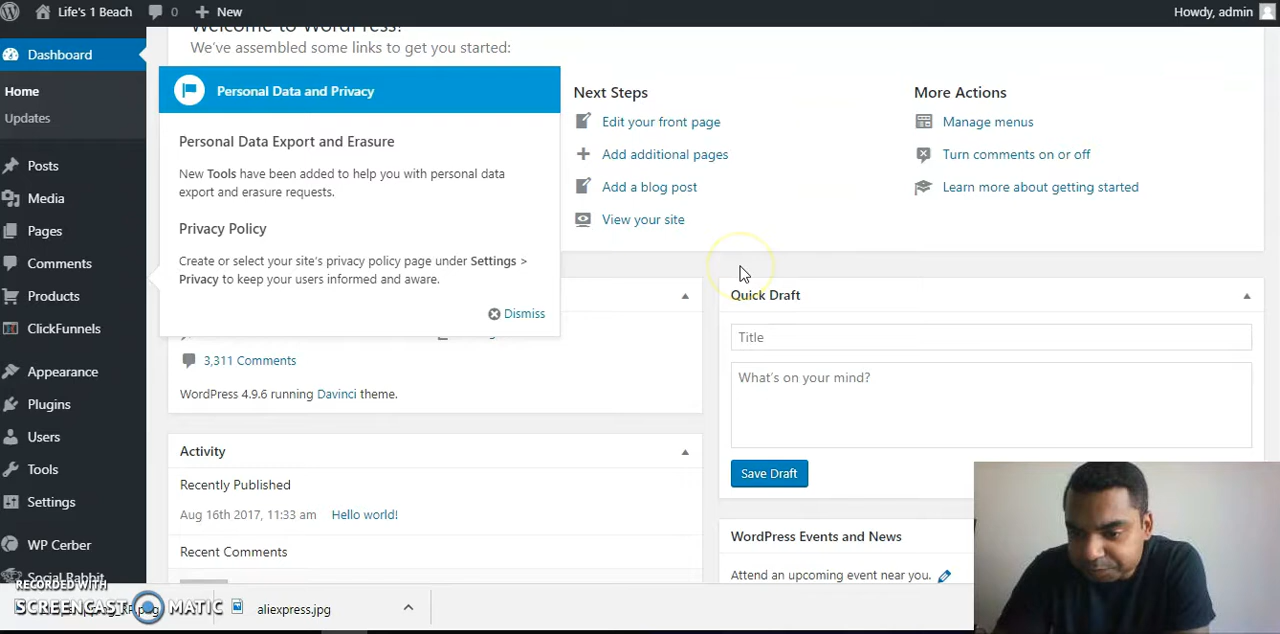 Life's 1 Beach
0
New
Howdy, admin
Dashboard
Home
Updates
Posts
Media
Pages
Comments
Products
ClickFunnels
Appearance
Plugins
Users
Tools
Settings
WP Cerber
Social Rabbit
Welcome to WordPress!
We've assembled some links to get you started:
Personal Data and Privacy
Personal Data Export and Erasure
New Tools have been added to help you with personal data
export and erasure requests.
Privacy Policy
Create or select your site's privacy policy page under Settings >
Privacy to keep your users informed and aware.
Dismiss
Next Steps
Edit your front page
Add additional pages
Add a blog post
View your site
More Actions
Manage menus
Turn comments on or off
Learn more about getting started
3,311 Comments
WordPress 4.9.6 running Davinci theme.
Activity
Recently Published
Aug 16th 2017, 11:33 am Hello world!
Recent Comments
Quick Draft
Title
What's on your mind?
Save Draft
WordPress Events and News
Attend an upcoming event near you.
RECORDED WITH
SCREENCAST MATIC
aliexpress.jpg